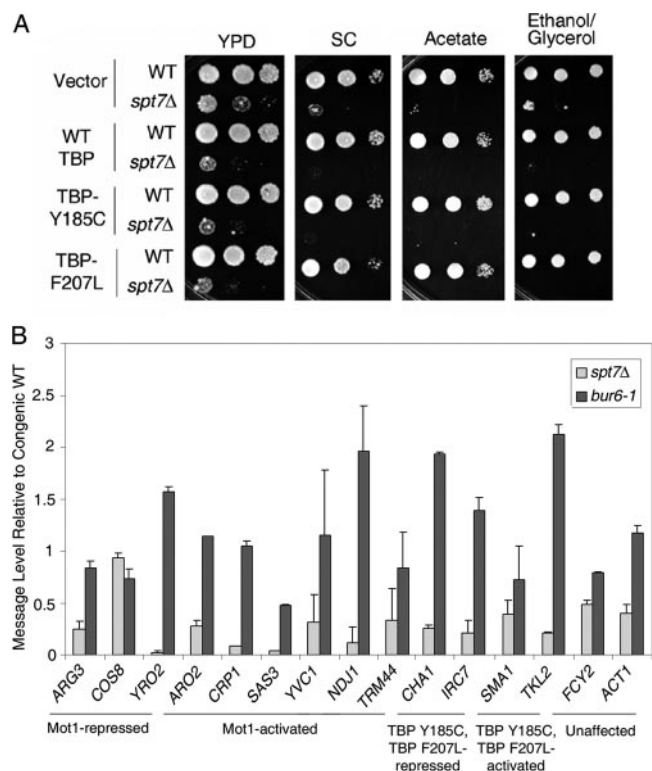 A
YPD
SC
Acetate
Ethanol/
Glycerol
Vector
WT
spt7Δ
WT
TBP
WT
spt7Δ
TBP-
Y185C
WT
spt7Δ
TBP-
F207L
WT
spt7Δ
B
Message Level Relative to Congenic WT
3
2.5
2
1.5
1
0.5
0
spt7Δ
bur6-1
ARG3
COS8
YRO2
ARO2
CRP1
SAS3
YVC1
NDJ1
TRM44
CHA1
IRC7
SMA1
TKL2
FCY2
ACT1
Mot1-repressed
Mot1-activated
TBP Y185C,
TBP F207L-
repressed
TBP Y185C,
TBP F207L-
activated
Unaffected